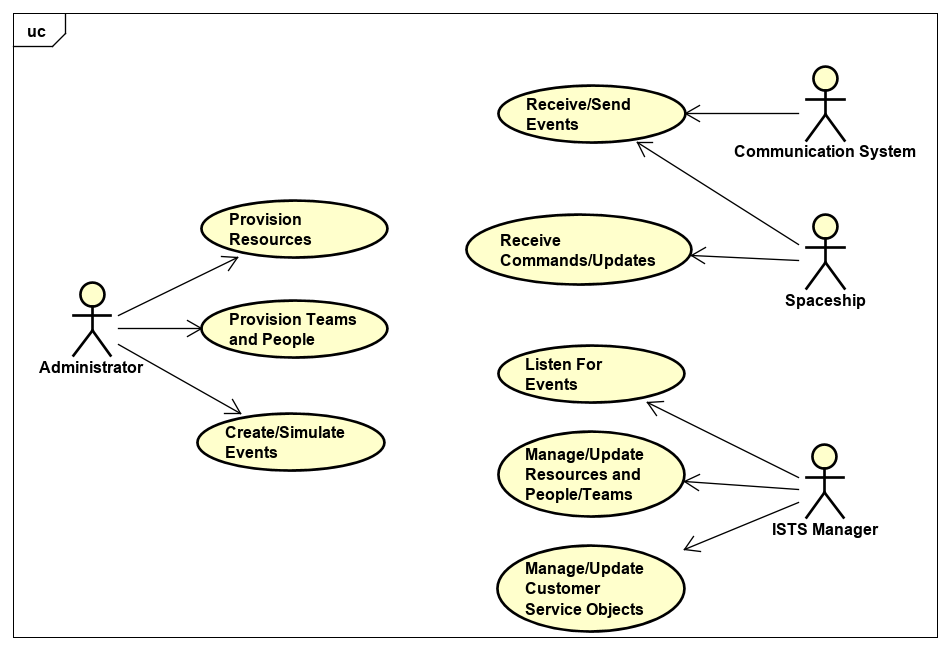 uc
Receive/Send
Events
Communication System
Provision
Resources
Receive
Commands/Updates
Spaceship
Provision Teams
and People
Administrator
Listen For
Events
Create/Simulate
Events
Manage/Update
Resources and
People/Teams
ISTS Manager
Manage/Update
Customer
Service Objects